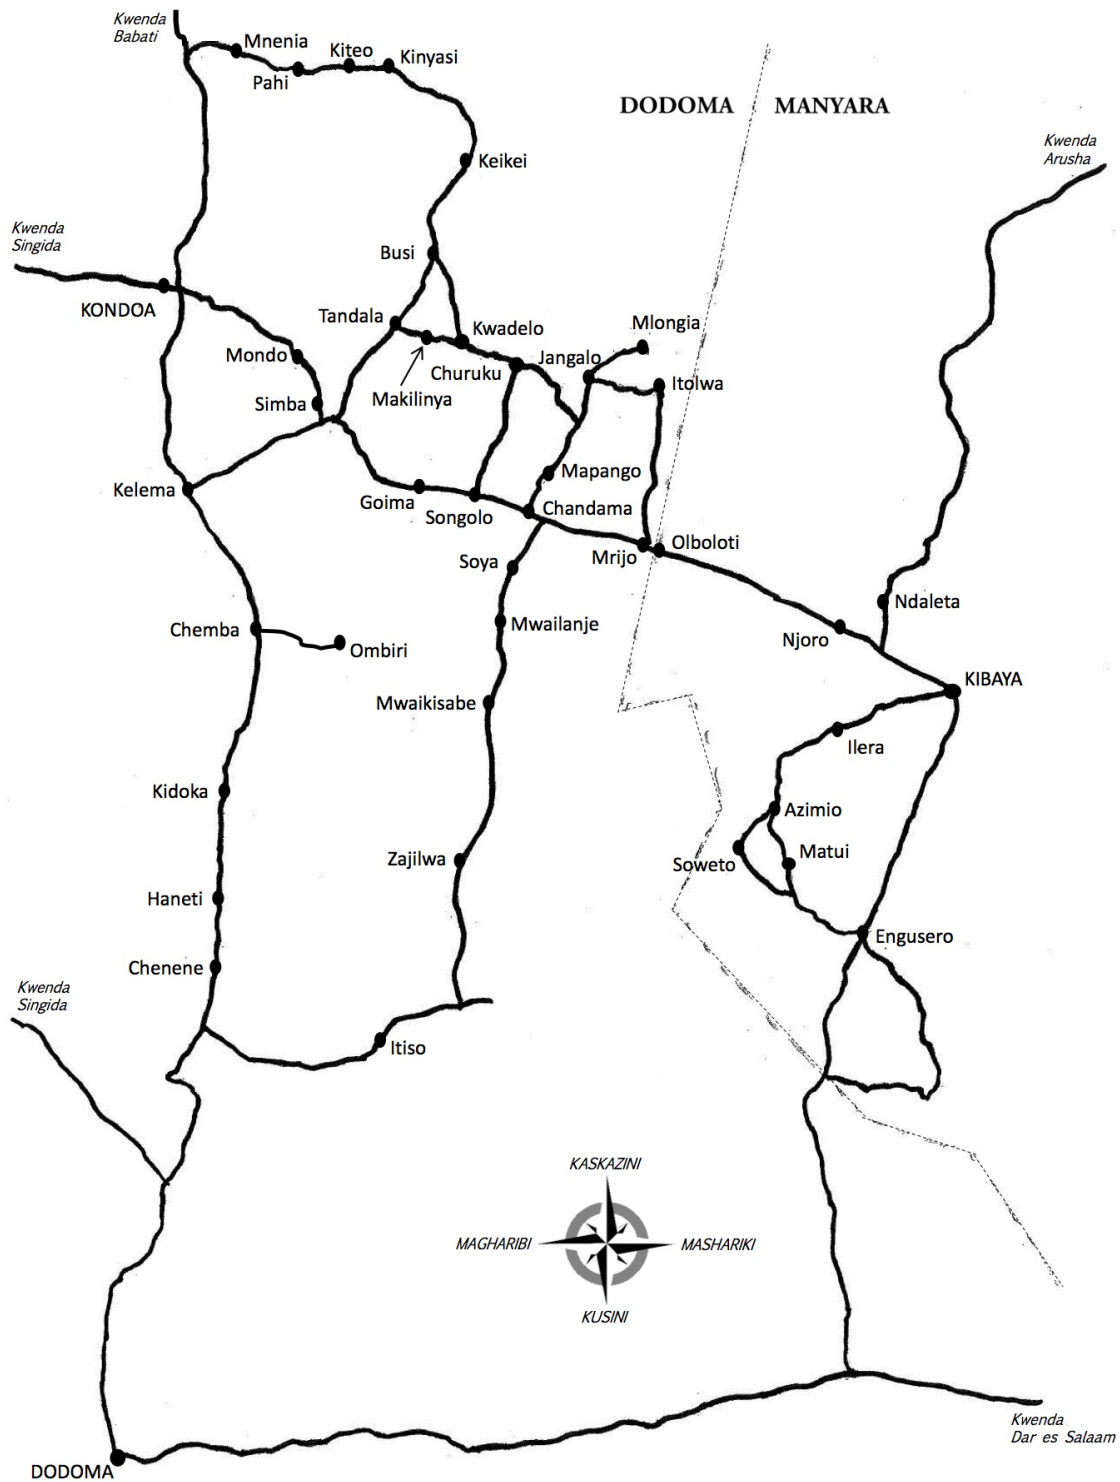 Kwenda
Babati
Mnenia
Kiteo
Kinyasi
Pahi
DODOMA
MANYARA
Kwenda
Arusha
Keikei
Kwenda
Singida
Busi
KONDOA
Tandala
Kwadelo
Mlongia
Mondo
Churuku
Jangalo
Itolwa
Makilinya
Simba
Kelema
Goima
Songolo
Mapango
Chandama
Soya
Mrijo
Olboloti
Ndaleta
Chemba
Ombiri
Mwailanje
Njoro
KIBAYA
Mwaikisabe
Ilera
Kidoka
Azimio
Zajilwa
Soweto
Matui
Haneti
Engusero
Chenene
Kwenda
Singida
Itiso
KASKAZINI
MAGHARIBI
MASHARIKI
KUSINI
Kwenda
Dar es Salaam
DODOMA